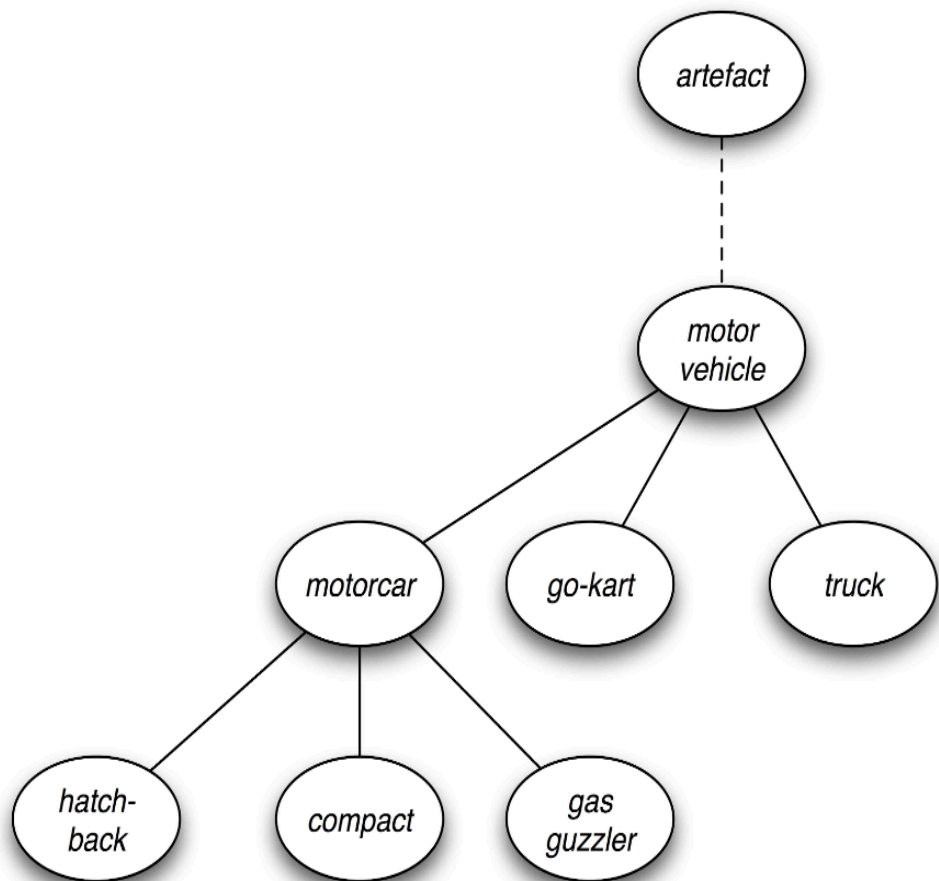 artefact
motor
vehicle
motorcar
go-kart
truck
hatch-
back
compact
gas
guzzler